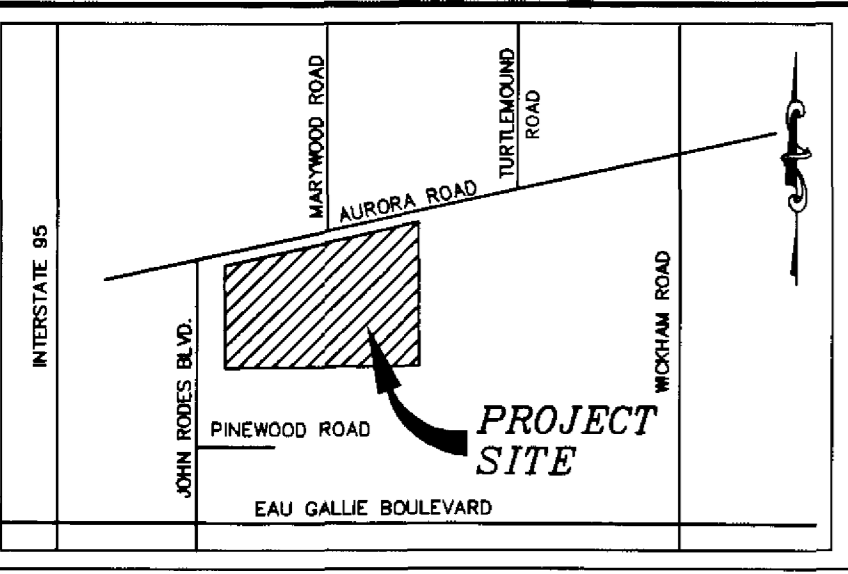 MARYWOOD ROAD
TURTLEMOUND
ROAD
AURORA ROAD
INTERSTATE 95
WICKHAM ROAD
JOHN RODES BLVD.
PINEWOOD ROAD
PROJECT
SITE
EAU GALLIE BOULEVARD